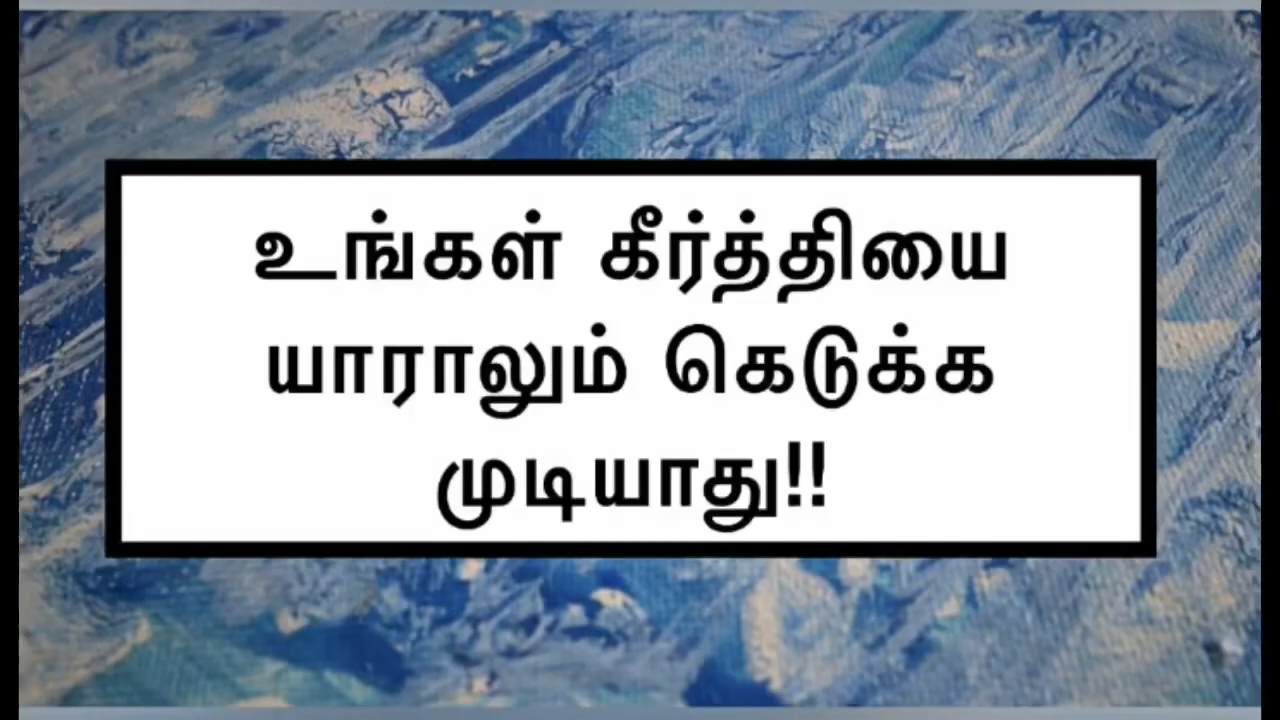 உங்கள் கீர்த்தியை
யாராலும் கெடுக்க
முடியாது!!